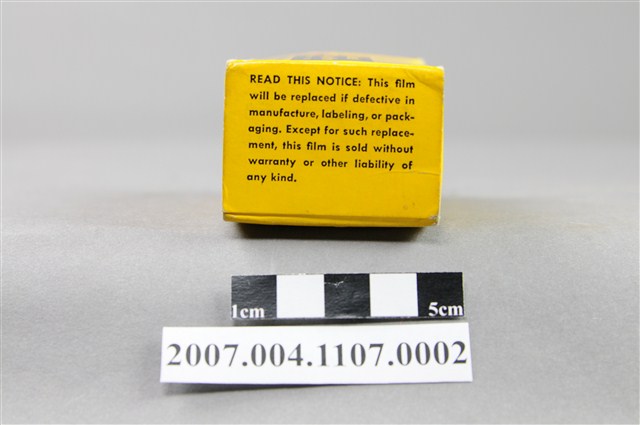 READ THIS NOTICE: This film
will be replaced if defective in
manufacture, labeling, or pack-
aging. Except for such replace-
ment, this film is sold without
warranty or other liability of
any kind.
1cm 5cm
2007.004.1107.0002